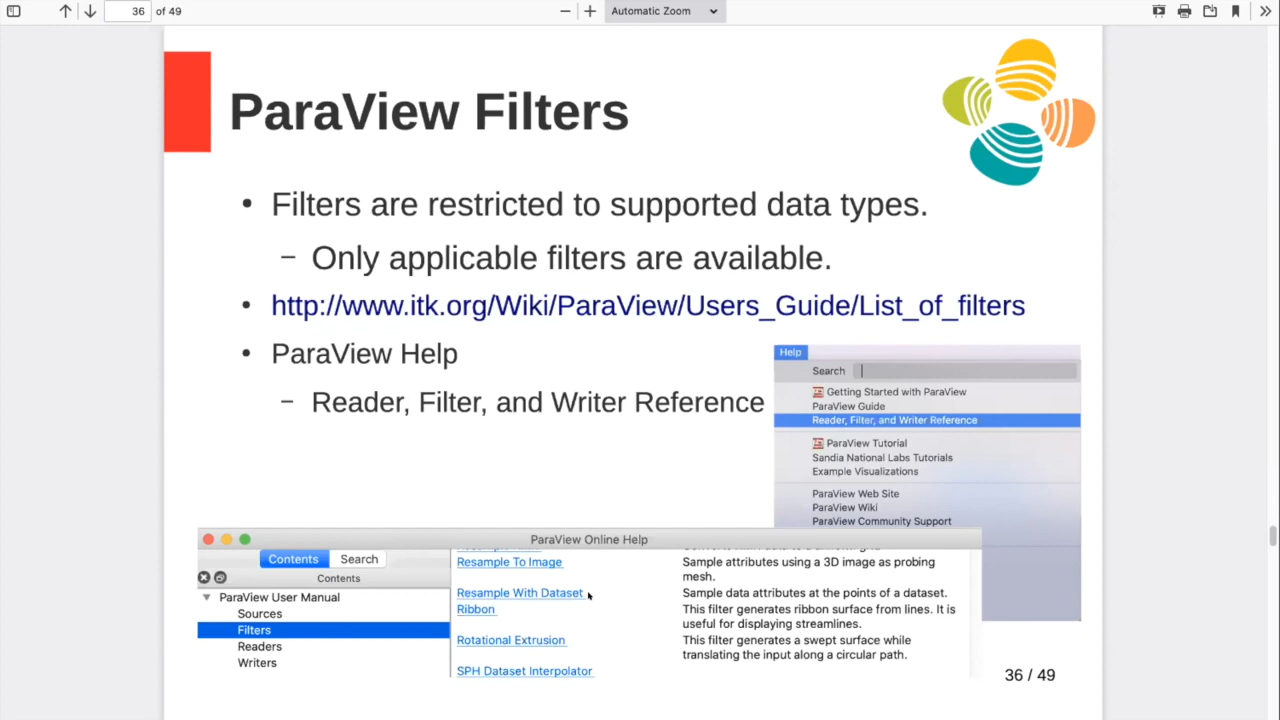 36 of 49
Automatic Zoom
ParaView Filters
• Filters are restricted to supported data types.
– Only applicable filters are available.
• http://www.itk.org/Wiki/ParaView/Users_Guide/List_of_filters
• ParaView Help
– Reader, Filter, and Writer Reference
Help
Search
Getting Started with ParaView
ParaView Guide
Reader, Filter, and Writer Reference
ParaView Tutorial
Sandia National Labs Tutorials
Example Visualizations
ParaView Web Site
ParaView Wiki
ParaView Community Support
ParaView Online Help
Contents Search
Contents
ParaView User Manual
Sources
Filters
Readers
Writers
Resample To Image Sample attributes using a 3D image as probing
mesh.
Resample With Dataset Sample data attributes at the points of a dataset.
Ribbon This filter generates ribbon surface from lines. It is
useful for displaying streamlines.
Rotational Extrusion This filter generates a swept surface while
translating the input along a circular path.
SPH Dataset Interpolator
36 / 49